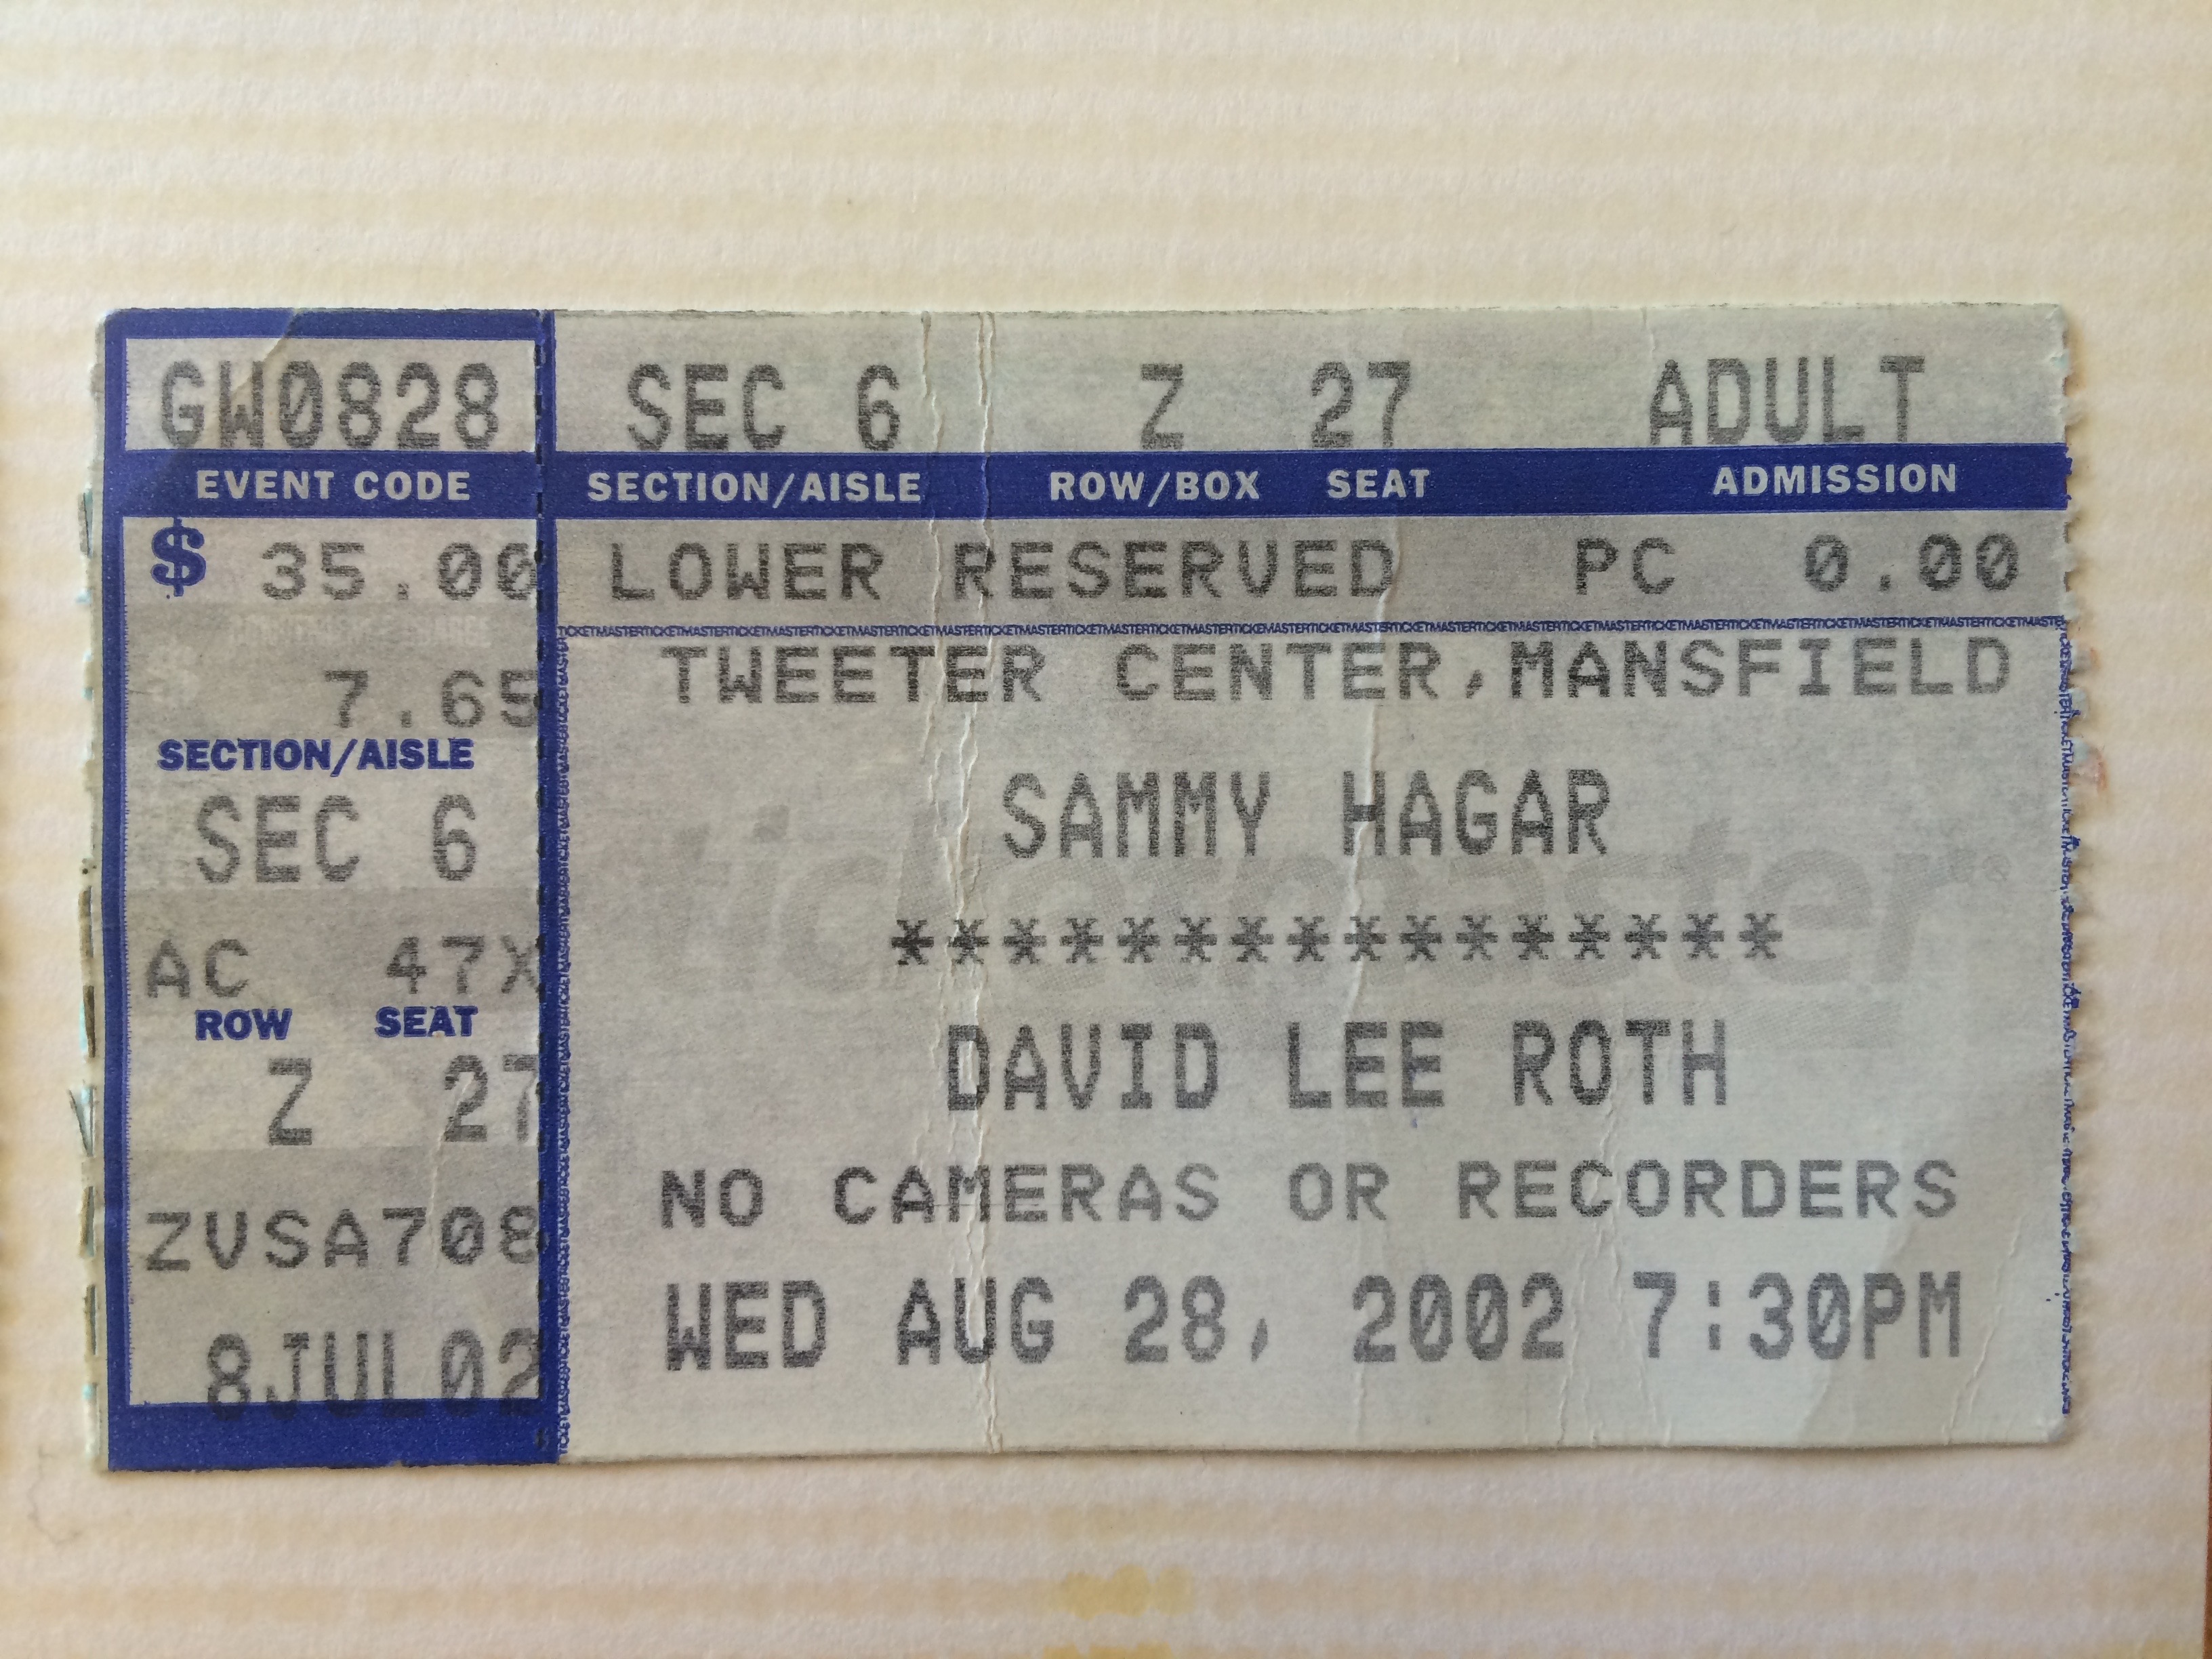 GW0828
EVENT CODE
$ 35.00
7.65
SECTION/AISLE
SEC 6
AC 47X
ROW SEAT
Z 27
ZVSA708
8JUL02
SEC 6 Z 27 ADULT
SECTION/AISLE ROW/BOX SEAT ADMISSION
LOWER RESERVED PC 0.00
TICKETMASTERTICKETMASTERTICKETMASTERTICKETMASTERTICKETMASTERTICKETMASTERTICKETMASTERTICKETMASTERTICKETMASTER
TWEETER CENTER,MANSFIELD
SAMMY HAGAR
ticketmaster®
****************
DAVID LEE ROTH
NO CAMERAS OR RECORDERS
WED AUG 28, 2002 7:30PM